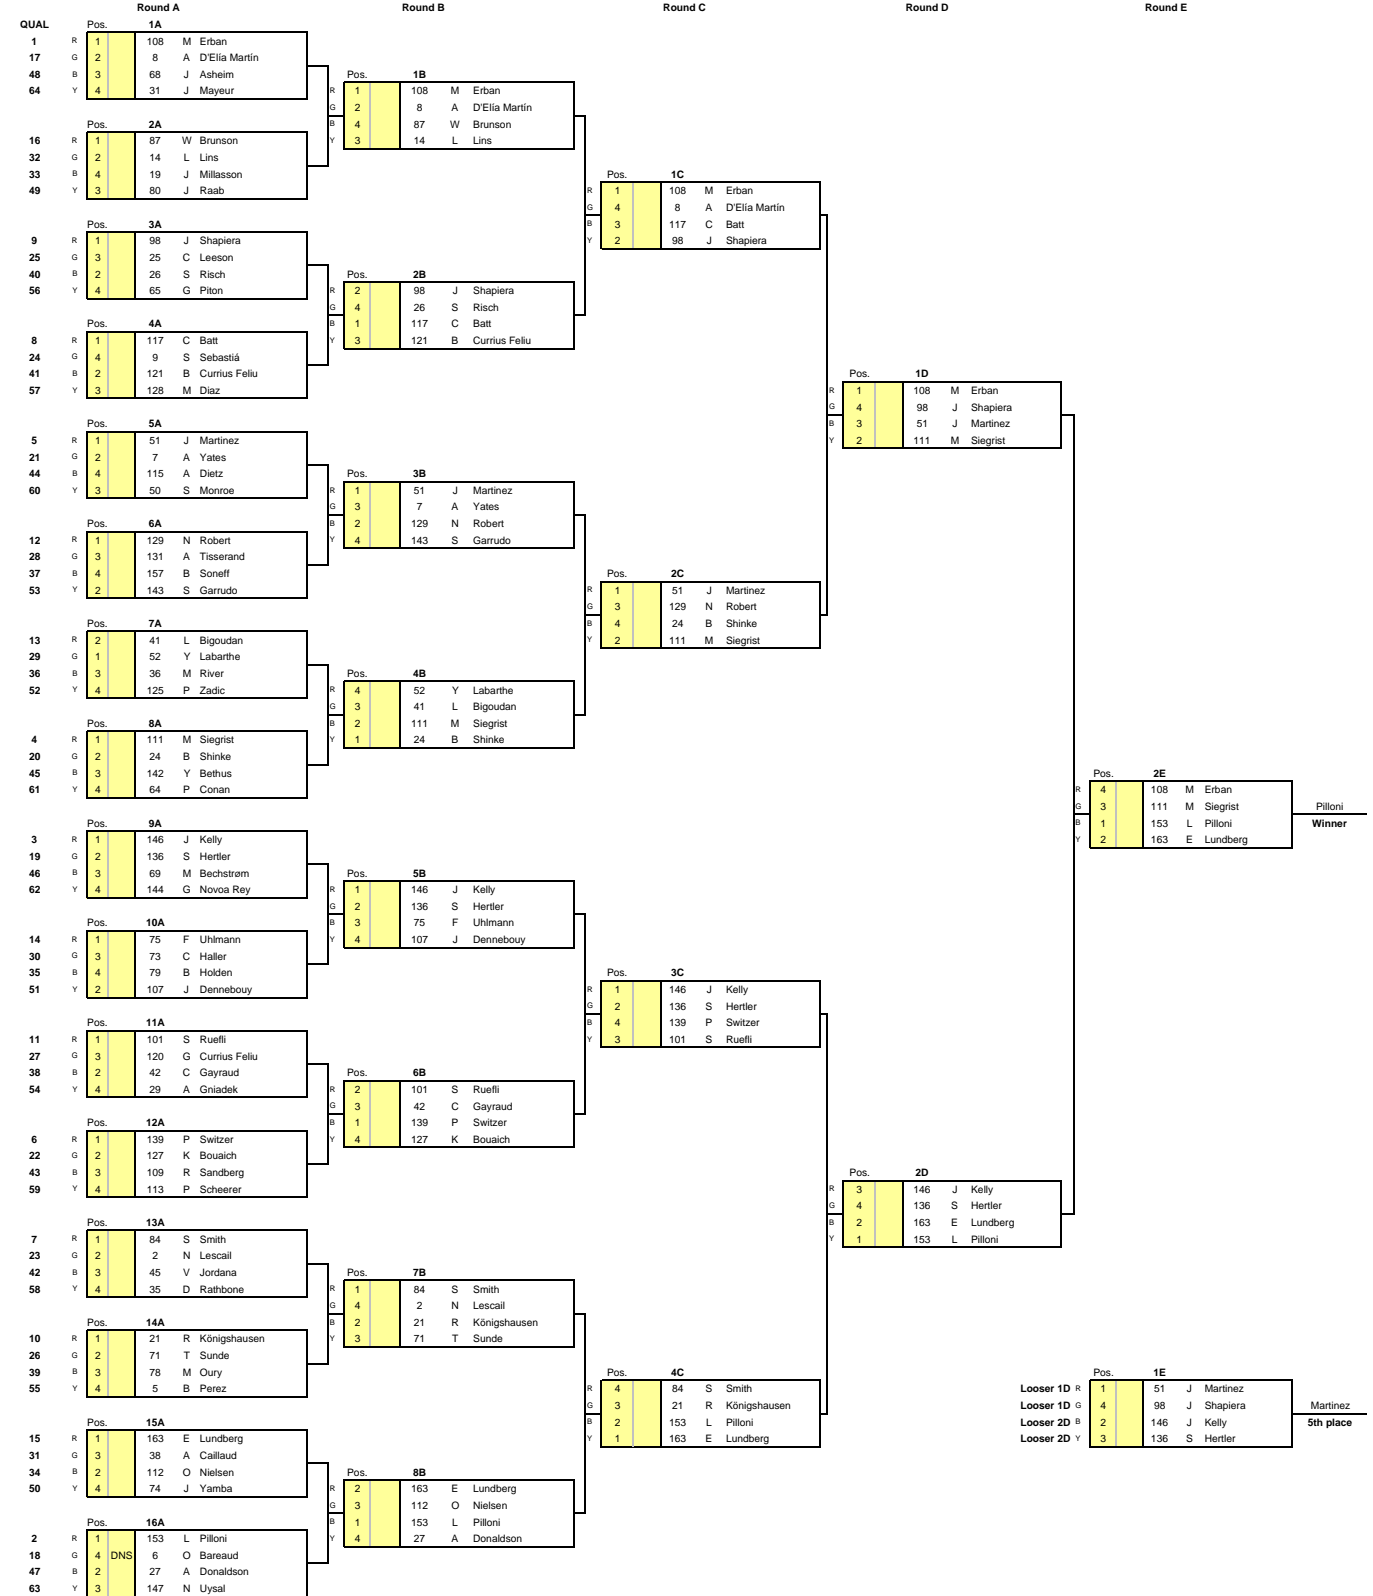 Round A Round B Round C Round D Round E
QUAL Pos. 1A
1 R 1 108 M Erban
17 G 2 8 A D'Elía Martín
48 B 3 68 J Asheim
64 Y 4 31 J Mayeur
Pos. 2A
16 R 1 87 W Brunson
32 G 2 14 L Lins
33 B 4 19 J Millasson
49 Y 3 80 J Raab
Pos. 3A
9 R 1 98 J Shapiera
25 G 3 25 C Leeson
40 B 2 26 S Risch
56 Y 4 65 G Piton
Pos. 4A
8 R 1 117 C Batt
24 G 4 9 S Sebastiá
41 B 2 121 B Currius Feliu
57 Y 3 128 M Diaz
Pos. 5A
5 R 1 51 J Martinez
21 G 2 7 A Yates
44 B 4 115 A Dietz
60 Y 3 50 S Monroe
Pos. 6A
12 R 1 129 N Robert
28 G 3 131 A Tisserand
37 B 4 157 B Soneff
53 Y 2 143 S Garrudo
Pos. 7A
13 R 2 41 L Bigoudan
29 G 1 52 Y Labarthe
36 B 3 36 M River
52 Y 4 125 P Zadic
Pos. 8A
4 R 1 111 M Siegrist
20 G 2 24 B Shinke
45 B 3 142 Y Bethus
61 Y 4 64 P Conan
Pos. 9A
3 R 1 146 J Kelly
19 G 2 136 S Hertler
46 B 3 69 M Bechstrøm
62 Y 4 144 G Novoa Rey
Pos. 10A
14 R 1 75 F Uhlmann
30 G 3 73 C Haller
35 B 4 79 B Holden
51 Y 2 107 J Dennebouy
Pos. 11A
11 R 1 101 S Ruefli
27 G 3 120 G Currius Feliu
38 B 2 42 C Gayraud
54 Y 4 29 A Gniadek
Pos. 12A
6 R 1 139 P Switzer
22 G 2 127 K Bouaich
43 B 3 109 R Sandberg
59 Y 4 113 P Scheerer
Pos. 13A
7 R 1 84 S Smith
23 G 2 2 N Lescail
42 B 3 45 V Jordana
58 Y 4 35 D Rathbone
Pos. 14A
10 R 1 21 R Königshausen
26 G 2 71 T Sunde
39 B 3 78 M Oury
55 Y 4 5 B Perez
Pos. 15A
15 R 1 163 E Lundberg
31 G 3 38 A Caillaud
34 B 2 112 O Nielsen
50 Y 4 74 J Yamba
Pos. 16A
2 R 1 153 L Pilloni
18 G 4 DNS 6 O Bareaud
47 B 2 27 A Donaldson
63 Y 3 147 N Uysal
Pos. 1B
R 1 108 M Erban
G 2 8 A D'Elía Martín
B 4 87 W Brunson
Y 3 14 L Lins
Pos. 2B
R 2 98 J Shapiera
G 4 26 S Risch
B 1 117 C Batt
Y 3 121 B Currius Feliu
Pos. 3B
R 1 51 J Martinez
G 3 7 A Yates
B 2 129 N Robert
Y 4 143 S Garrudo
Pos. 4B
R 4 52 Y Labarthe
G 3 41 L Bigoudan
B 2 111 M Siegrist
Y 1 24 B Shinke
Pos. 5B
R 1 146 J Kelly
G 2 136 S Hertler
B 3 75 F Uhlmann
Y 4 107 J Dennebouy
Pos. 6B
R 2 101 S Ruefli
G 3 42 C Gayraud
B 1 139 P Switzer
Y 4 127 K Bouaich
Pos. 7B
R 1 84 S Smith
G 4 2 N Lescail
B 2 21 R Königshausen
Y 3 71 T Sunde
Pos. 8B
R 2 163 E Lundberg
G 3 112 O Nielsen
B 1 153 L Pilloni
Y 4 27 A Donaldson
Pos. 1C
R 1 108 M Erban
G 4 8 A D'Elía Martín
B 3 117 C Batt
Y 2 98 J Shapiera
Pos. 2C
R 1 51 J Martinez
G 3 129 N Robert
B 4 24 B Shinke
Y 2 111 M Siegrist
Pos. 3C
R 1 146 J Kelly
G 2 136 S Hertler
B 4 139 P Switzer
Y 3 101 S Ruefli
Pos. 4C
R 4 84 S Smith
G 3 21 R Königshausen
B 2 153 L Pilloni
Y 1 163 E Lundberg
Pos. 1D
R 1 108 M Erban
G 4 98 J Shapiera
B 3 51 J Martinez
Y 2 111 M Siegrist
Pos. 2D
R 3 146 J Kelly
G 4 136 S Hertler
B 2 163 E Lundberg
Y 1 153 L Pilloni
Pos. 2E
R 4 108 M Erban
G 3 111 M Siegrist Pilloni
B 1 153 L Pilloni Winner
Y 2 163 E Lundberg
Pos. 1E
Looser 1D R 1 51 J Martinez
Looser 1D G 4 98 J Shapiera Martinez
Looser 2D B 2 146 J Kelly 5th place
Looser 2D Y 3 136 S Hertler